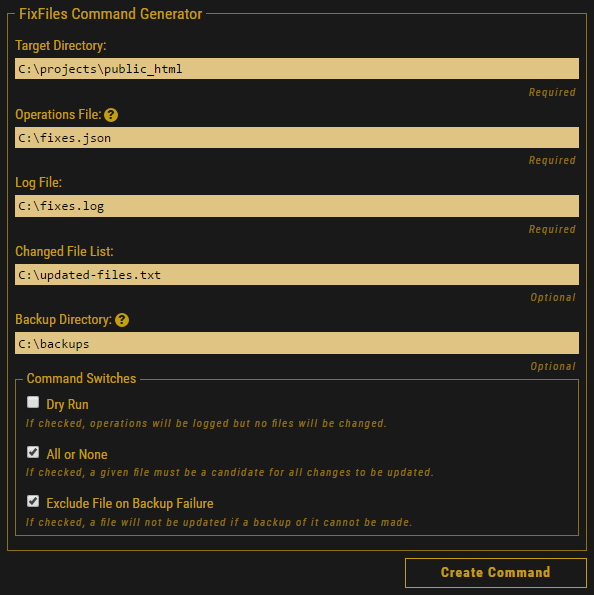 FixFiles Command Generator
Target Directory:
C:\projects\public_html
Required
Operations File: ?
C:\fixes.json
Required
Log File:
C:\fixes.log
Required
Changed File List:
C:\updated-files.txt
Optional
Backup Directory: ?
C:\backups
Optional
Command Switches
Dry Run
If checked, operations will be logged but no files will be changed.
All or None
If checked, a given file must be a candidate for all changes to be updated.
Exclude File on Backup Failure
If checked, a file will not be updated if a backup of it cannot be made.
Create Command